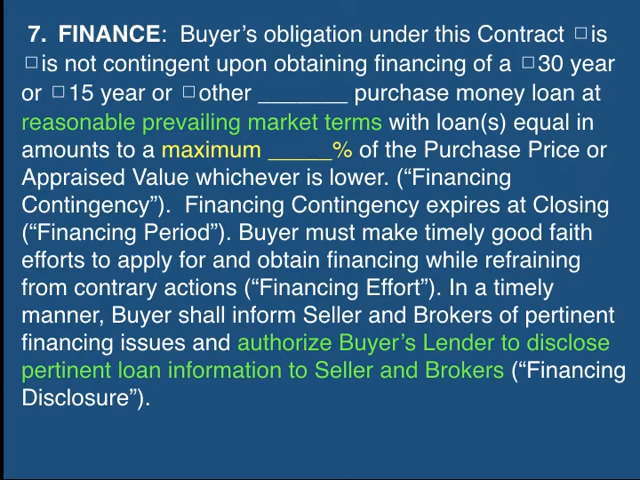 7. FINANCE: Buyer’s obligation under this Contract □is
□is not contingent upon obtaining financing of a □30 year
or □15 year or □other ________ purchase money loan at
reasonable prevailing market terms with loan(s) equal in
amounts to a maximum _____% of the Purchase Price or
Appraised Value whichever is lower. (“Financing
Contingency”). Financing Contingency expires at Closing
(“Financing Period”). Buyer must make timely good faith
efforts to apply for and obtain financing while refraining
from contrary actions (“Financing Effort”). In a timely
manner, Buyer shall inform Seller and Brokers of pertinent
financing issues and authorize Buyer’s Lender to disclose
pertinent loan information to Seller and Brokers (“Financing
Disclosure”).